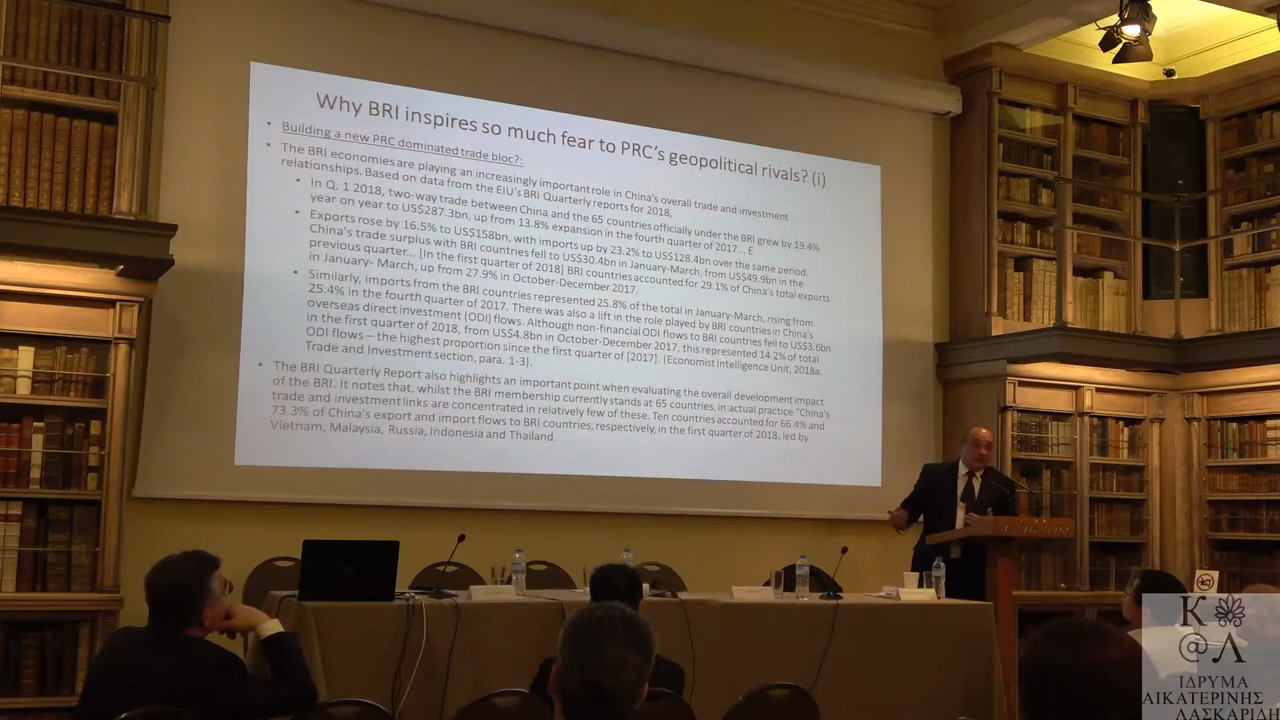 Why BRI inspires so much fear to PRC's geopolitical rivals? (i)
• Building a new PRC dominated trade bloc?:
• The BRI economies are playing an increasingly important role in China's overall trade and investment
relationships. Based on data from the EIU's BRI Quarterly reports for 2018,
• In Q. 1 2018, two-way trade between China and the 65 countries officially under the BRI grew by 19.4%
year on year to US$287.3bn, up from 13.8% expansion in the fourth quarter of 2017... E
• Exports rose by 16.5% to US$158bn, with imports up by 23.2% to US$128.4bn over the same period.
China's trade surplus with BRI countries fell to US$30.4bn in January-March, from US$49.9bn in the
previous quarter... [In the first quarter of 2018] BRI countries accounted for 29.1% of China's total exports
in January- March, up from 27.9% in October-December 2017.
• Similarly, imports from the BRI countries represented 25.8% of the total in January-March, rising from
25.4% in the fourth quarter of 2017. There was also a lift in the role played by BRI countries in China's
overseas direct investment (ODI) flows. Although non-financial ODI flows to BRI countries fell to US$3.6bn
in the first quarter of 2018, from US$4.8bn in October-December 2017, this represented 14.2% of total
ODI flows – the highest proportion since the first quarter of [2017]. (Economist Intelligence Unit, 2018a,
Trade and Investment section, para. 1-3).
• The BRI Quarterly Report also highlights an important point when evaluating the overall development impact
of the BRI. It notes that, whilst the BRI membership currently stands at 65 countries, in actual practice "China's
trade and investment links are concentrated in relatively few of these. Ten countries accounted for 66.4% and
73.3% of China's export and import flows to BRI countries, respectively, in the first quarter of 2018, led by
Vietnam, Malaysia, Russia, Indonesia and Thailand.
Κ
@ Λ
ΙΔΡΥΜΑ
ΑΙΚΑΤΕΡΙΝΗΣ
ΛΑΣΚΑΡΙΔΗ